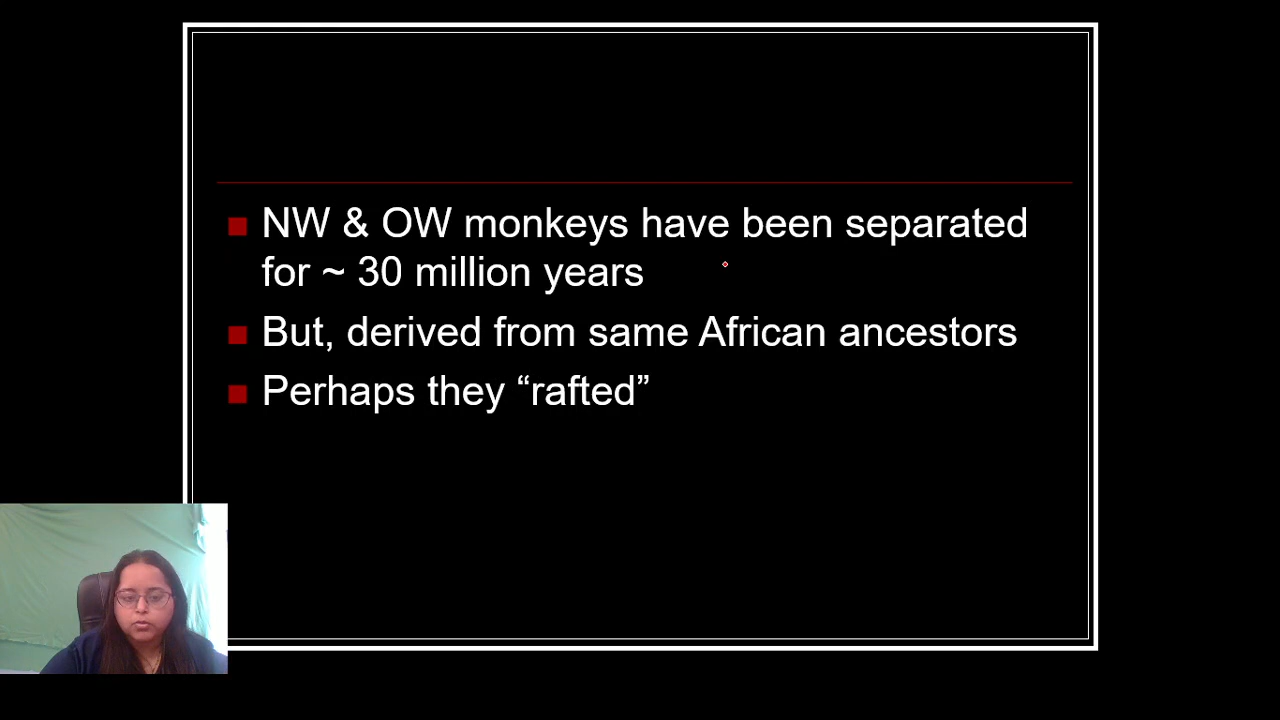 NW & OW monkeys have been separated
for ~ 30 million years
But, derived from same African ancestors
Perhaps they “rafted”